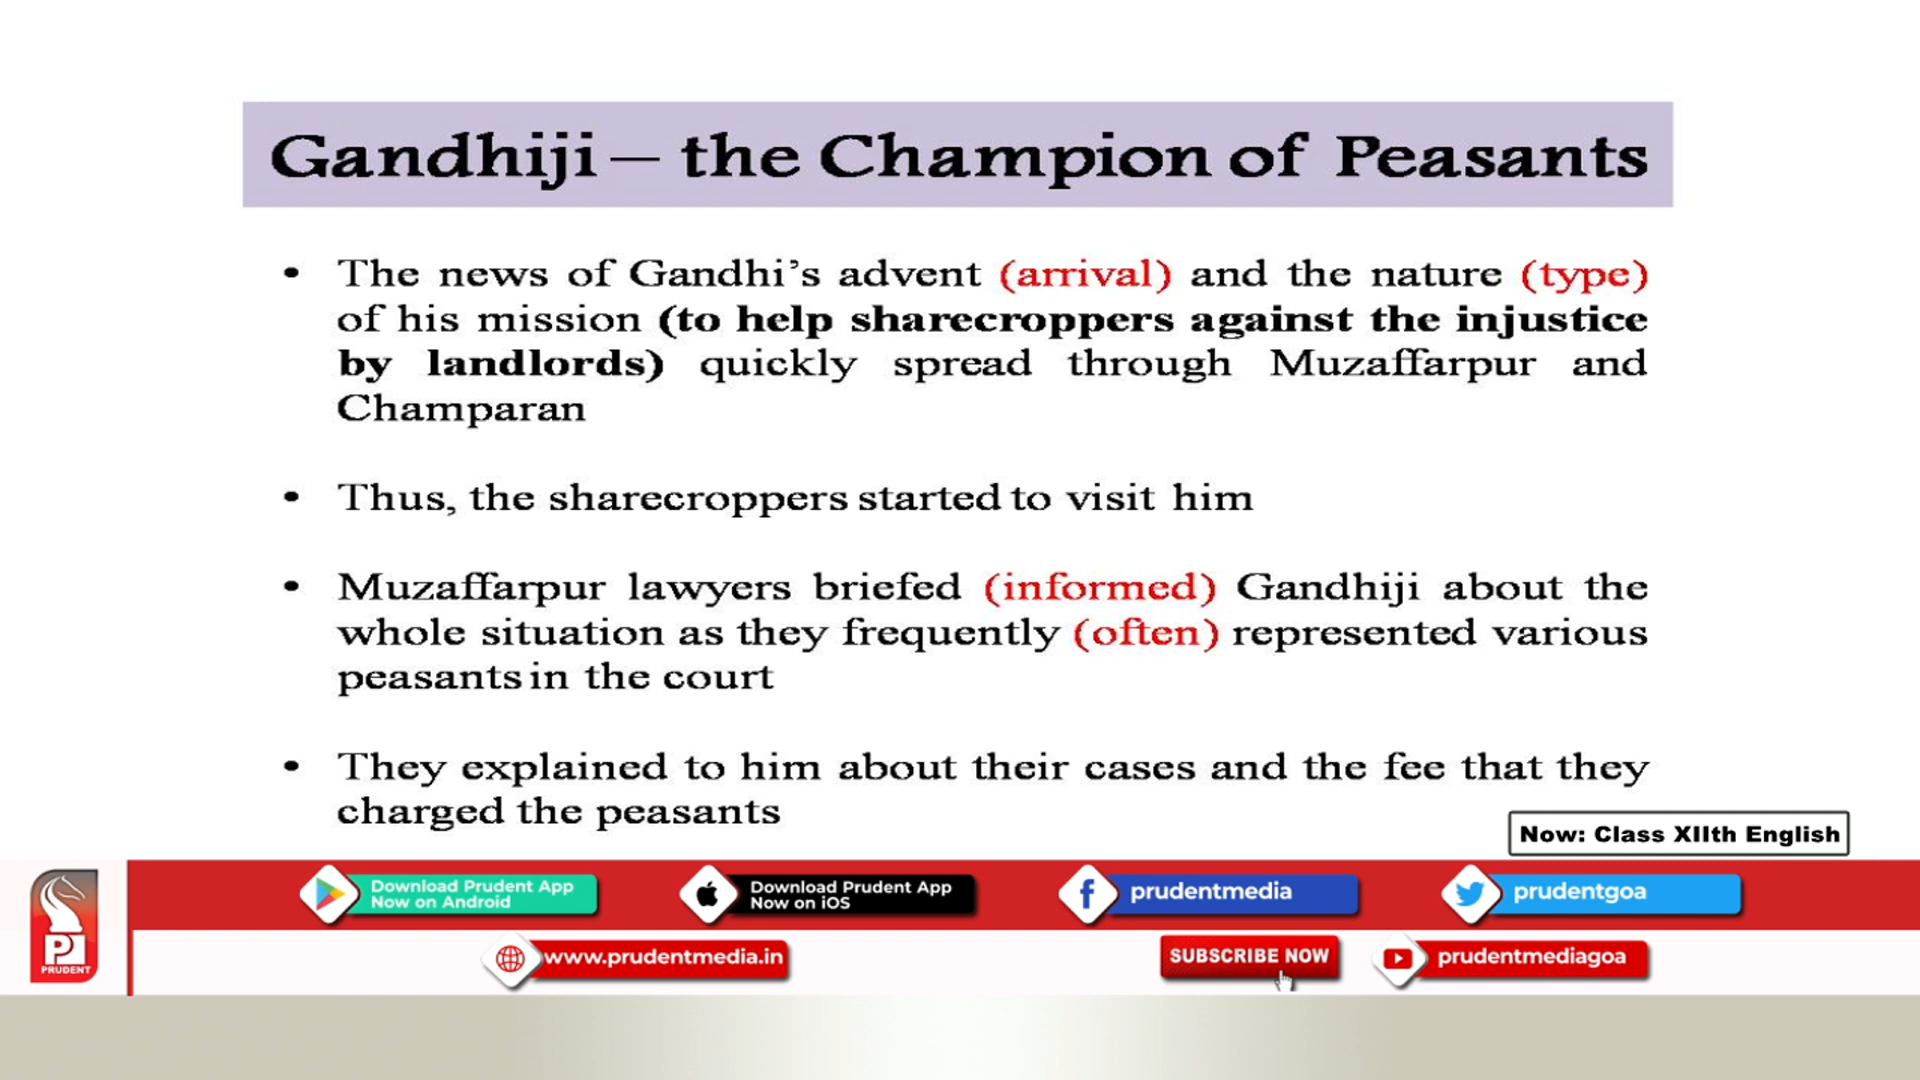 Gandhiji – the Champion of Peasants
• The news of Gandhi's advent (arrival) and the nature (type)
of his mission (to help sharecroppers against the injustice
by landlords) quickly spread through Muzaffarpur and
Champaran
• Thus, the sharecroppers started to visit him
• Muzaffarpur lawyers briefed (informed) Gandhiji about the
whole situation as they frequently (often) represented various
peasants in the court
• They explained to him about their cases and the fee that they
charged the peasants
Now: Class XIIth English
Download Prudent App
Now on Android
Download Prudent App
Now on iOS
prudentmedia
prudentgoa
P
PRUDENT
www.prudentmedia.in
SUBSCRIBE NOW
prudentmediagoa